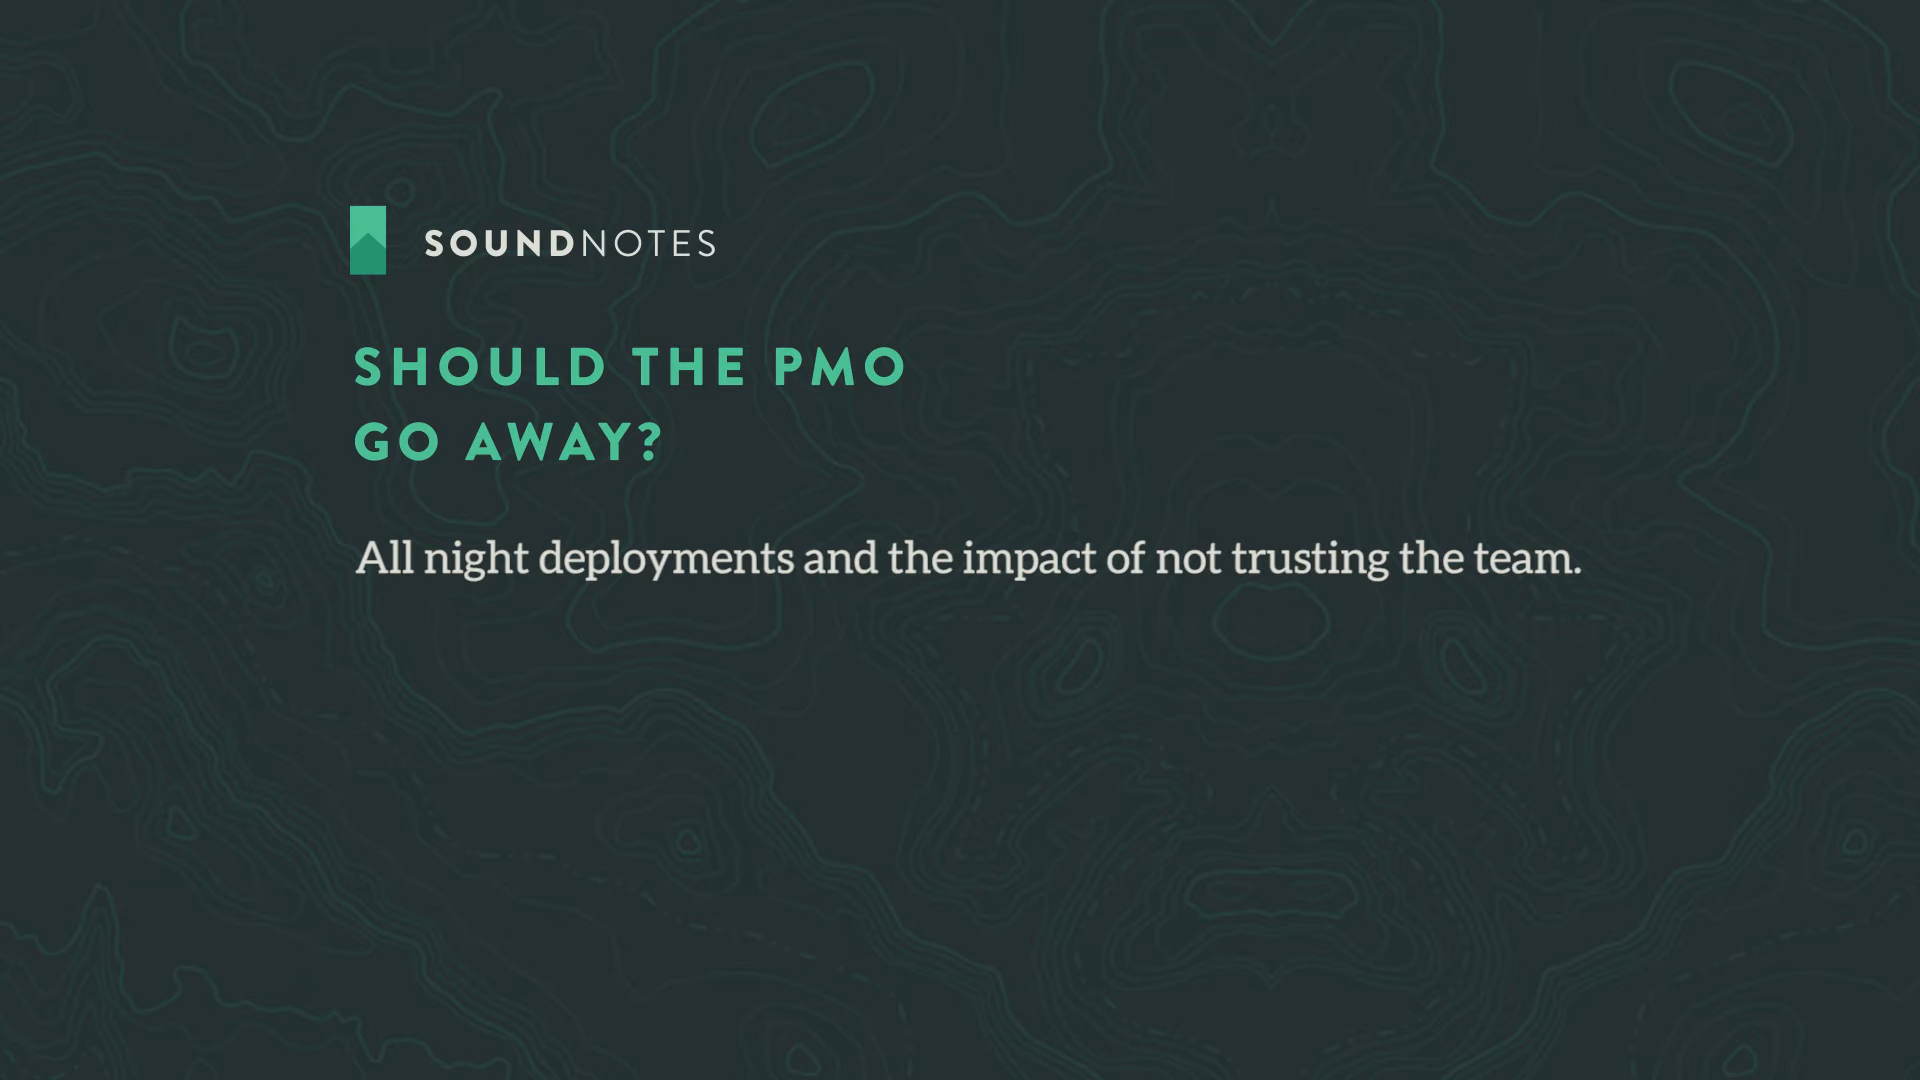 SOUNDNOTES
SHOULD THE PMO
GO AWAY?
All night deployments and the impact of not trusting the team.